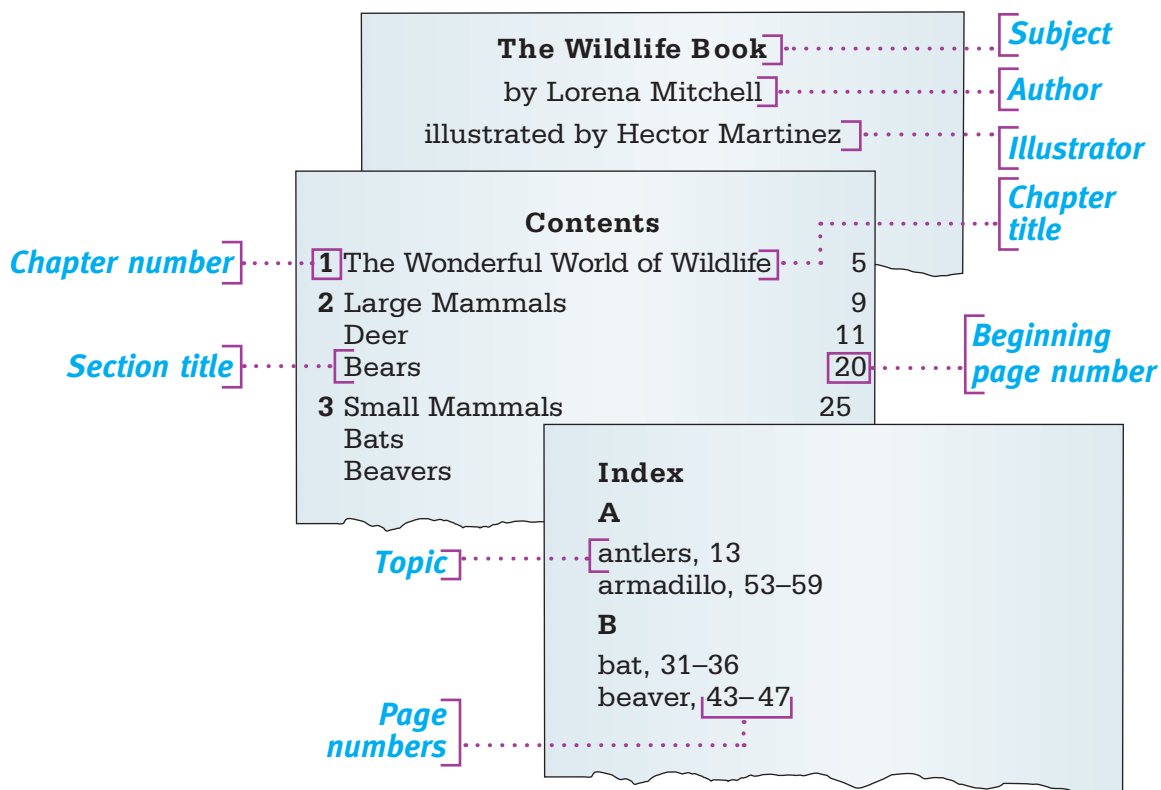 The Wildlife Book
Subject
by Lorena Mitchell
Author
illustrated by Hector Martinez
Illustrator
Chapter
title
Contents
Chapter number
1 The Wonderful World of Wildlife 5
2 Large Mammals 9
Deer 11
Section title
Bears 20
Beginning
page number
3 Small Mammals 25
Bats
Beavers
Index
A
Topic
antlers, 13
armadillo, 53–59
B
bat, 31–36
beaver, 43–47
Page
numbers